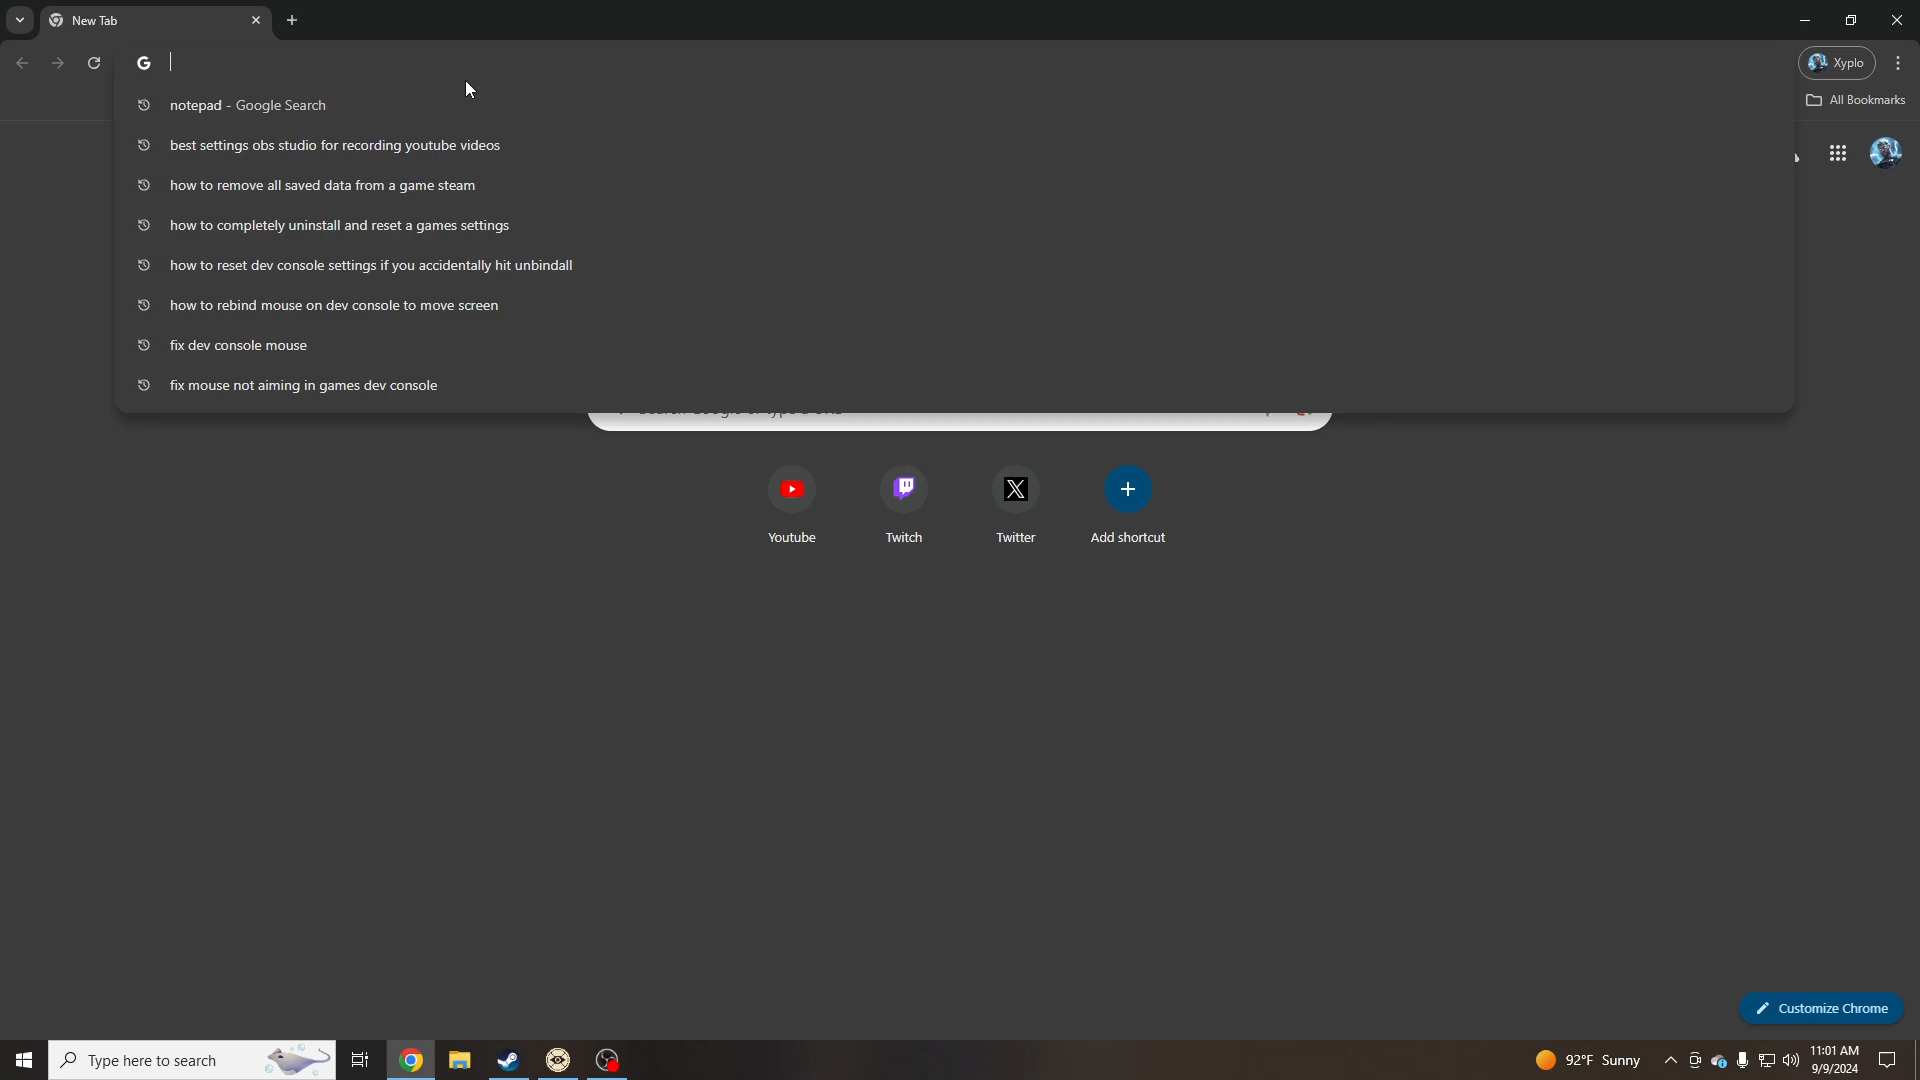 New Tab
Xyplo
notepad - Google Search
All Bookmarks
best settings obs studio for recording youtube videos
how to remove all saved data from a game steam
how to completely uninstall and reset a games settings
how to reset dev console settings if you accidentally hit unbindall
how to rebind mouse on dev console to move screen
fix dev console mouse
fix mouse not aiming in games dev console
Youtube
Twitch
Twitter
Add shortcut
Customize Chrome
Type here to search
92°F Sunny
11:01 AM
9/9/2024